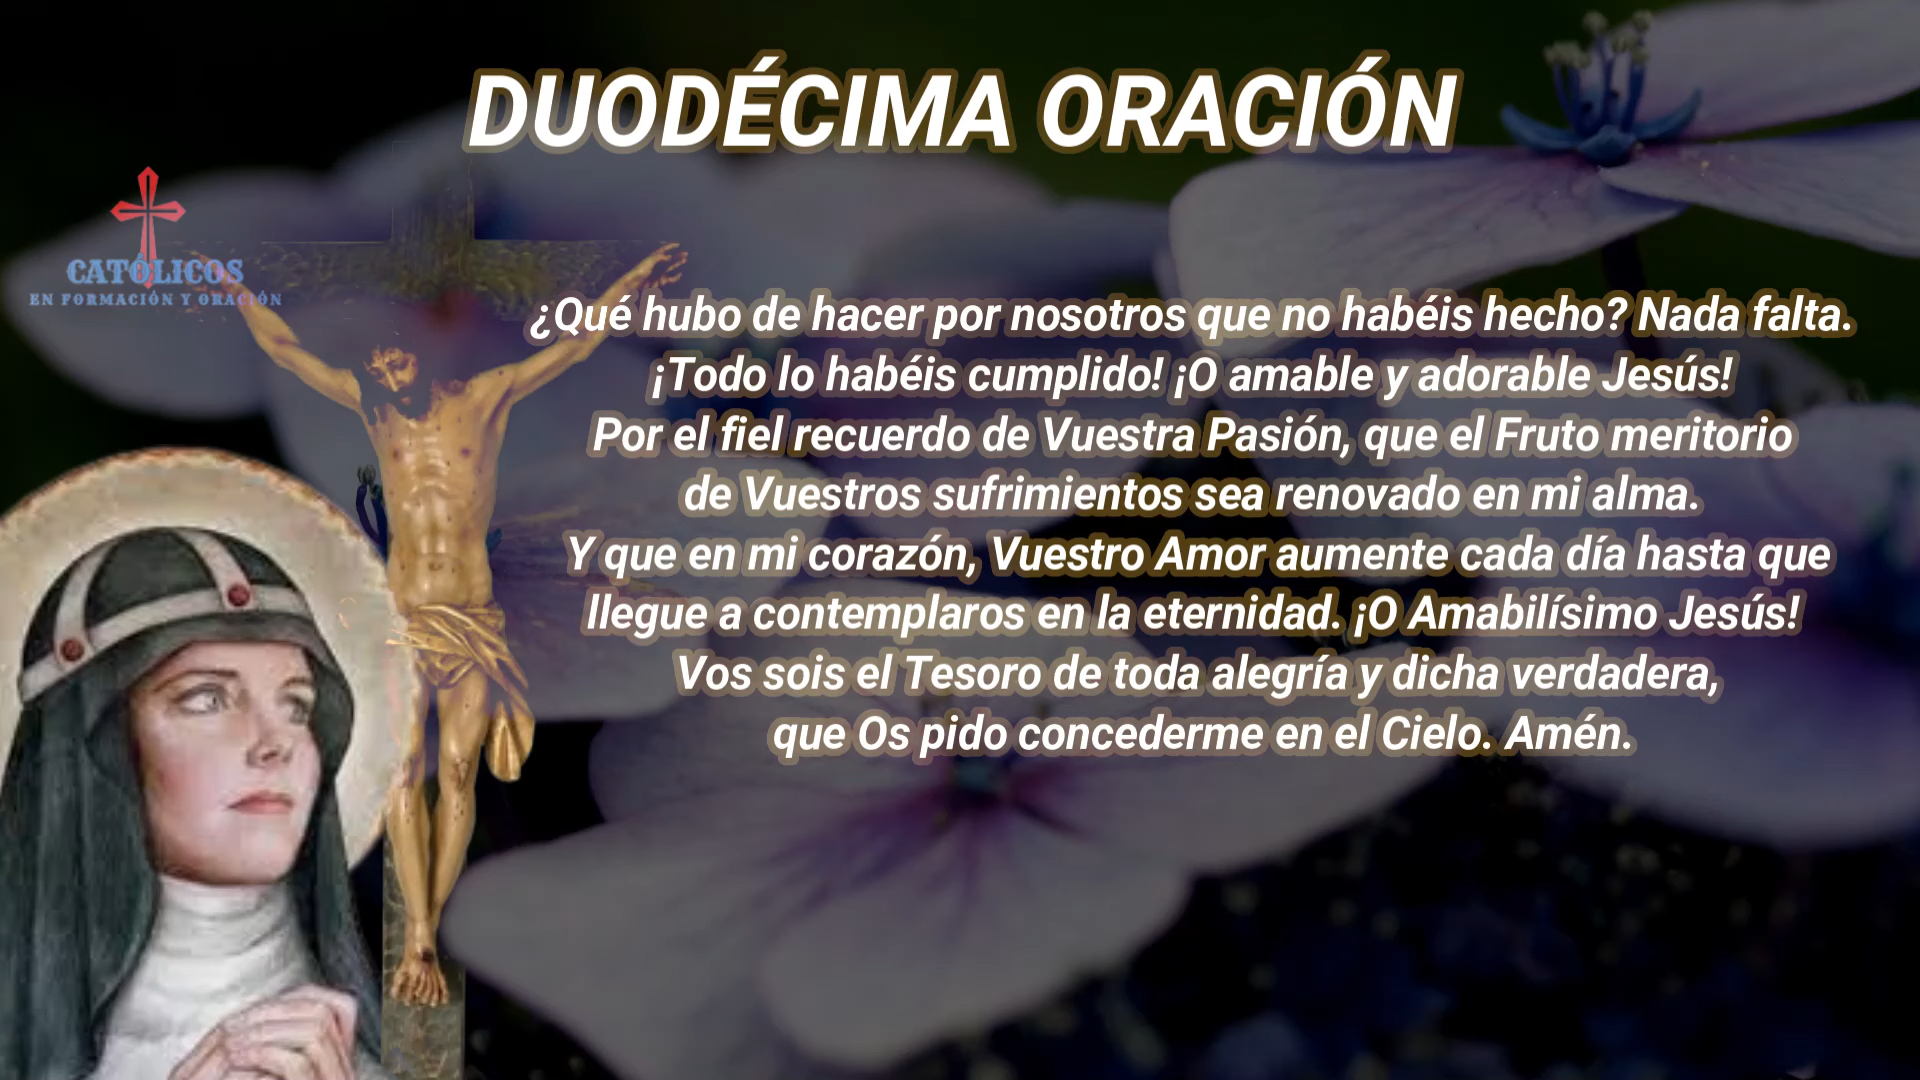 DUODÉCIMA ORACIÓN
CATÓLICOS
EN FORMACIÓN Y ORACIÓN
¿Qué hubo de hacer por nosotros que no habéis hecho? Nada falta.
¡Todo lo habéis cumplido! ¡O amable y adorable Jesús!
Por el fiel recuerdo de Vuestra Pasión, que el Fruto meritorio
de Vuestros sufrimientos sea renovado en mi alma.
Y que en mi corazón, Vuestro Amor aumente cada día hasta que
llegue a contemplaros en la eternidad. ¡O Amabilísimo Jesús!
Vos sois el Tesoro de toda alegría y dicha verdadera,
que Os pido concederme en el Cielo. Amén.